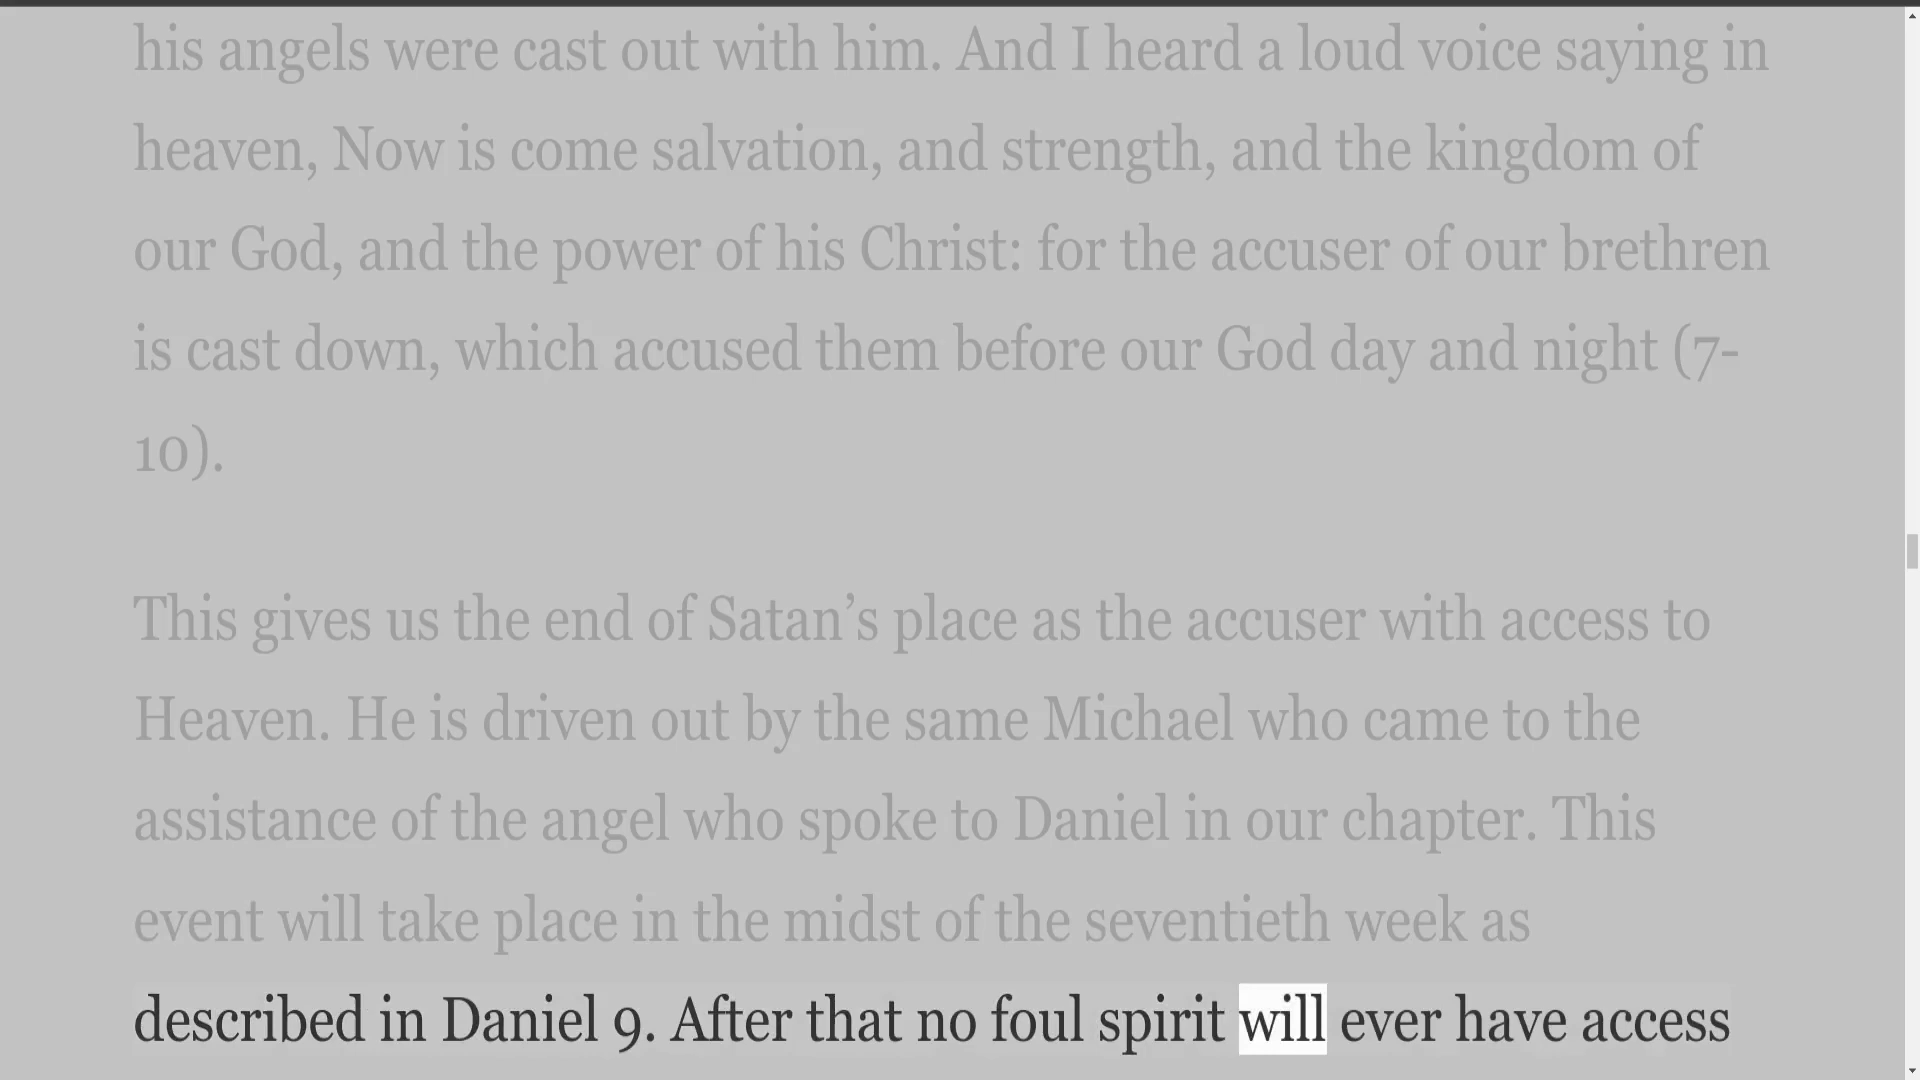 his angels were cast out with him. And I heard a loud voice saying in
heaven, Now is come salvation, and strength, and the kingdom of
our God, and the power of his Christ: for the accuser of our brethren
is cast down, which accused them before our God day and night (7-
10).
This gives us the end of Satan’s place as the accuser with access to
Heaven. He is driven out by the same Michael who came to the
assistance of the angel who spoke to Daniel in our chapter. This
event will take place in the midst of the seventieth week as
described in Daniel 9. After that no foul spirit will ever have access